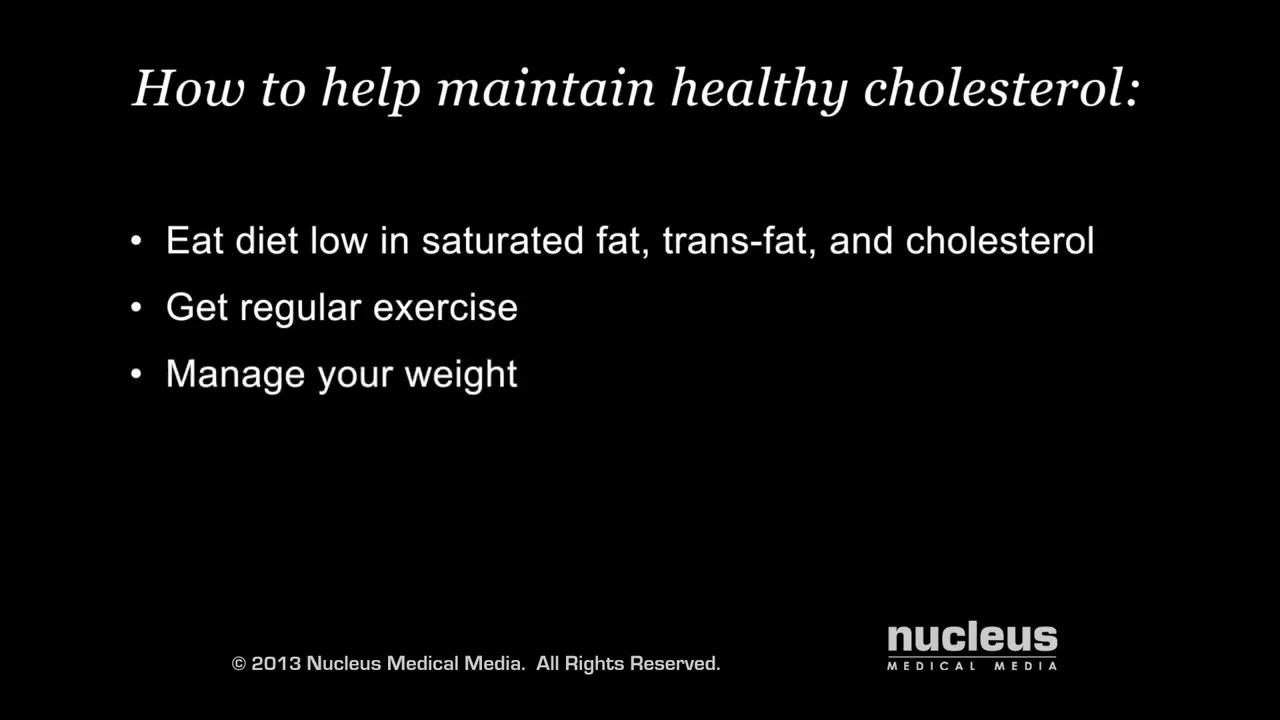 How to help maintain healthy cholesterol:
• Eat diet low in saturated fat, trans-fat, and cholesterol
• Get regular exercise
• Manage your weight
© 2013 Nucleus Medical Media. All Rights Reserved.
nucleus
MEDICAL MEDIA